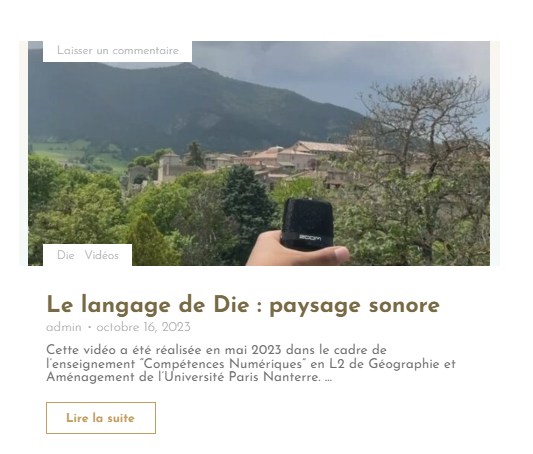 Laisser un commentaire
zoom
Die Vidéos
Le langage de Die : paysage sonore
admin • octobre 16, 2023
Cette vidéo a été réalisée en mai 2023 dans le cadre de
l’enseignement “Compétences Numériques” en L2 de Géographie et
Aménagement de l’Université Paris Nanterre. ...
Lire la suite